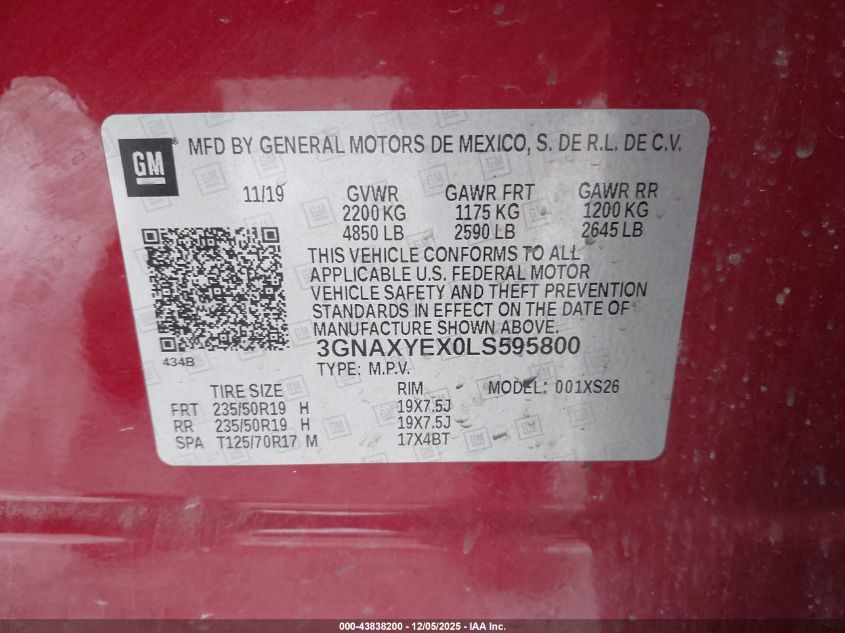 GM
MFD BY GENERAL MOTORS DE MEXICO, S. DE R.L. DE C.V.
11/19 GVWR GAWR FRT GAWR RR
2200 KG 1175 KG 1200 KG
4850 LB 2590 LB 2645 LB
THIS VEHICLE CONFORMS TO ALL
APPLICABLE U.S. FEDERAL MOTOR
VEHICLE SAFETY AND THEFT PREVENTION
STANDARDS IN EFFECT ON THE DATE OF
MANUFACTURE SHOWN ABOVE.
434B
3GNAXYEX0LS595800
TYPE: M.P.V.
TIRE SIZE RIM MODEL: 001XS26
FRT 235/50R19 H 19X7.5J
RR 235/50R19 H 19X7.5J
SPA T125/70R17 M 17X4BT
000-43838200 - 12/05/2025 - IAA Inc.